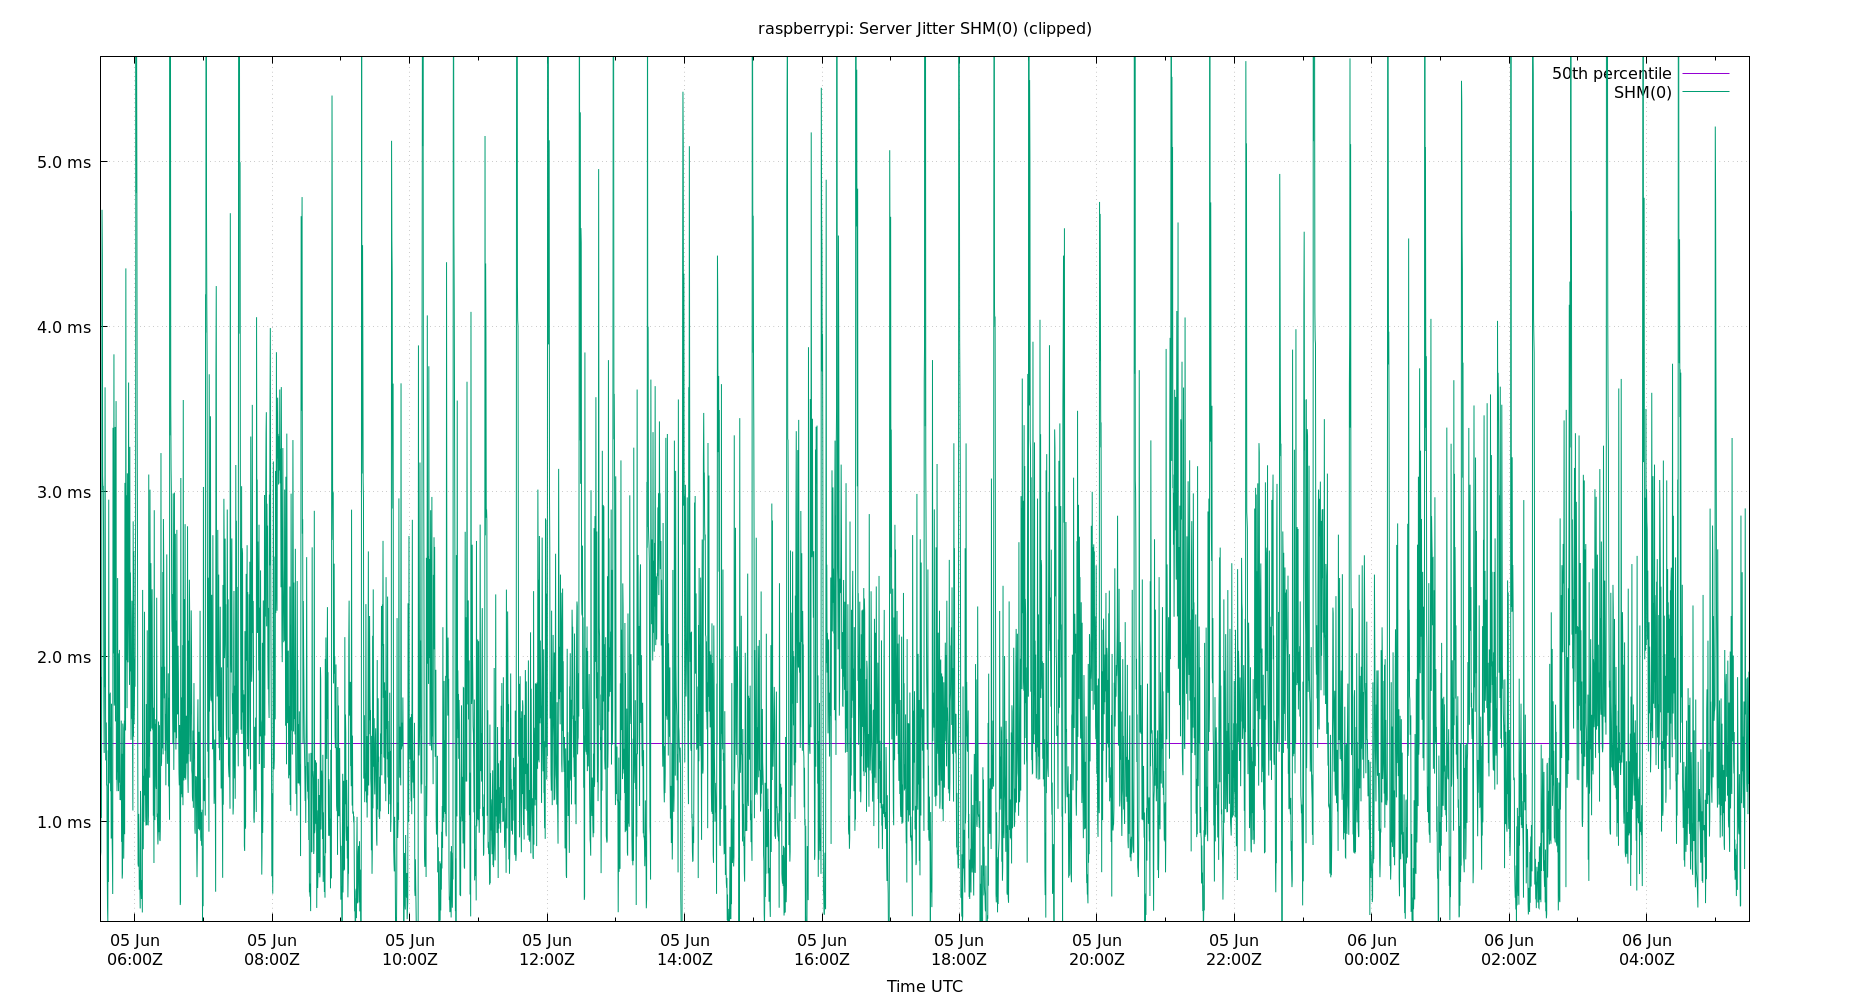 raspberrypi: Server Jitter SHM(0) (clipped)
50th percentile
SHM(0)
5.0 ms
4.0 ms
3.0 ms
2.0 ms
1.0 ms
05 Jun 05 Jun 05 Jun 05 Jun 05 Jun 05 Jun 05 Jun 05 Jun 05 Jun 06 Jun 06 Jun 06 Jun
06:00Z 08:00Z 10:00Z 12:00Z 14:00Z 16:00Z 18:00Z 20:00Z 22:00Z 00:00Z 02:00Z 04:00Z
Time UTC